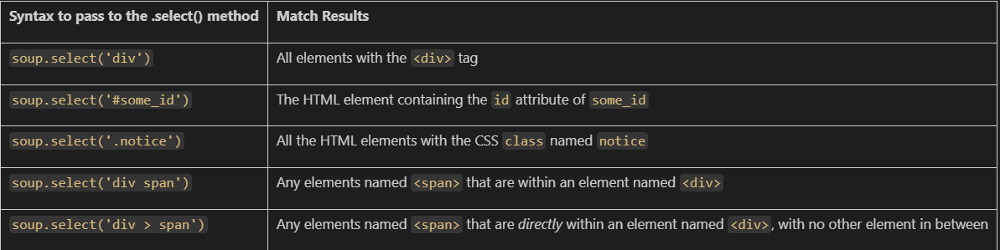 Syntax to pass to the .select() method Match Results
soup.select('div') All elements with the <div> tag
soup.select('#some_id') The HTML element containing the id attribute of some_id
soup.select('.notice') All the HTML elements with the CSS class named notice
soup.select('div span') Any elements named <span> that are within an element named <div>
soup.select('div > span') Any elements named <span> that are directly within an element named <div>, with no other element in between